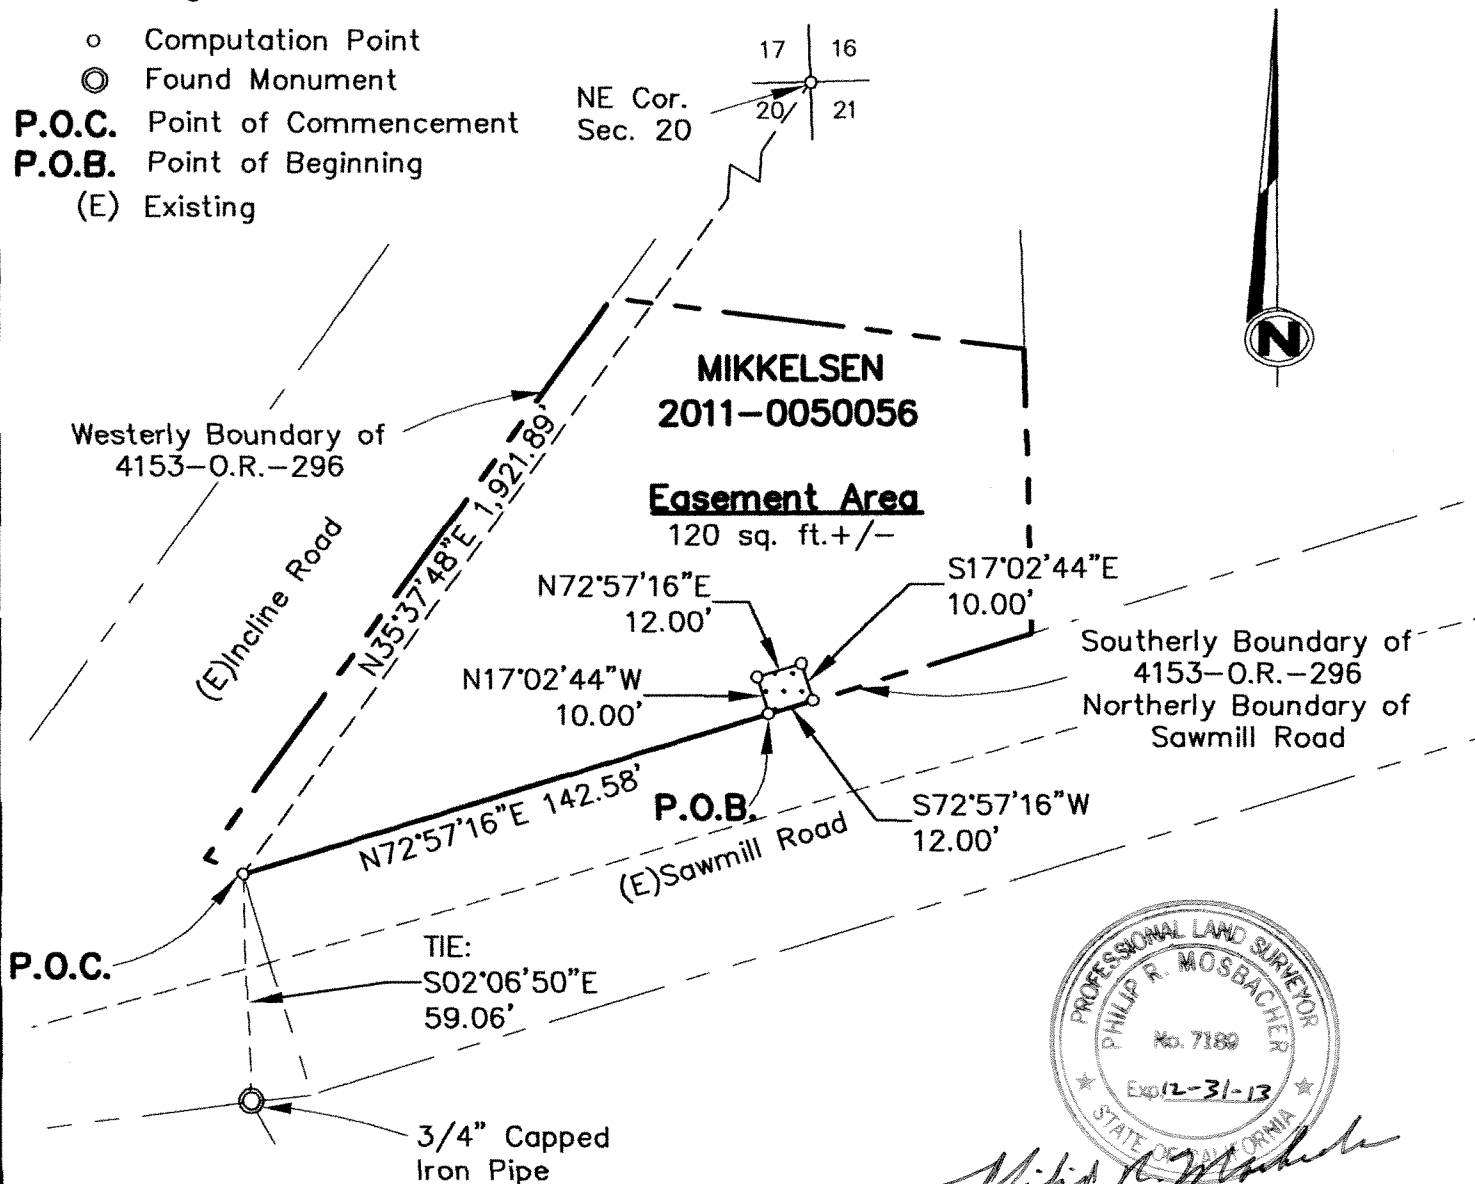 o Computation Point
◎ Found Monument
P.O.C. Point of Commencement
P.O.B. Point of Beginning
(E) Existing
17 16
20 21
NE Cor.
Sec. 20
N
MIKKELSEN
2011-0050056
Westerly Boundary of
4153-O.R.-296
N35°37'48"E 1,921.89'
(E)Incline Road
Easement Area
120 sq. ft.+/-
N72°57'16"E
12.00'
S17°02'44"E
10.00'
N17°02'44"W
10.00'
Southerly Boundary of
4153-O.R.-296
Northerly Boundary of
Sawmill Road
N72°57'16"E 142.58'
P.O.B.
S72°57'16"W
12.00'
(E)Sawmill Road
P.O.C.
TIE:
S02°06'50"E
59.06'
3/4" Capped
Iron Pipe
PROFESSIONAL LAND SURVEYOR
PHILIP R. MOSBACHER
No. 7189
Exp. 12-31-13
STATE OF CALIFORNIA